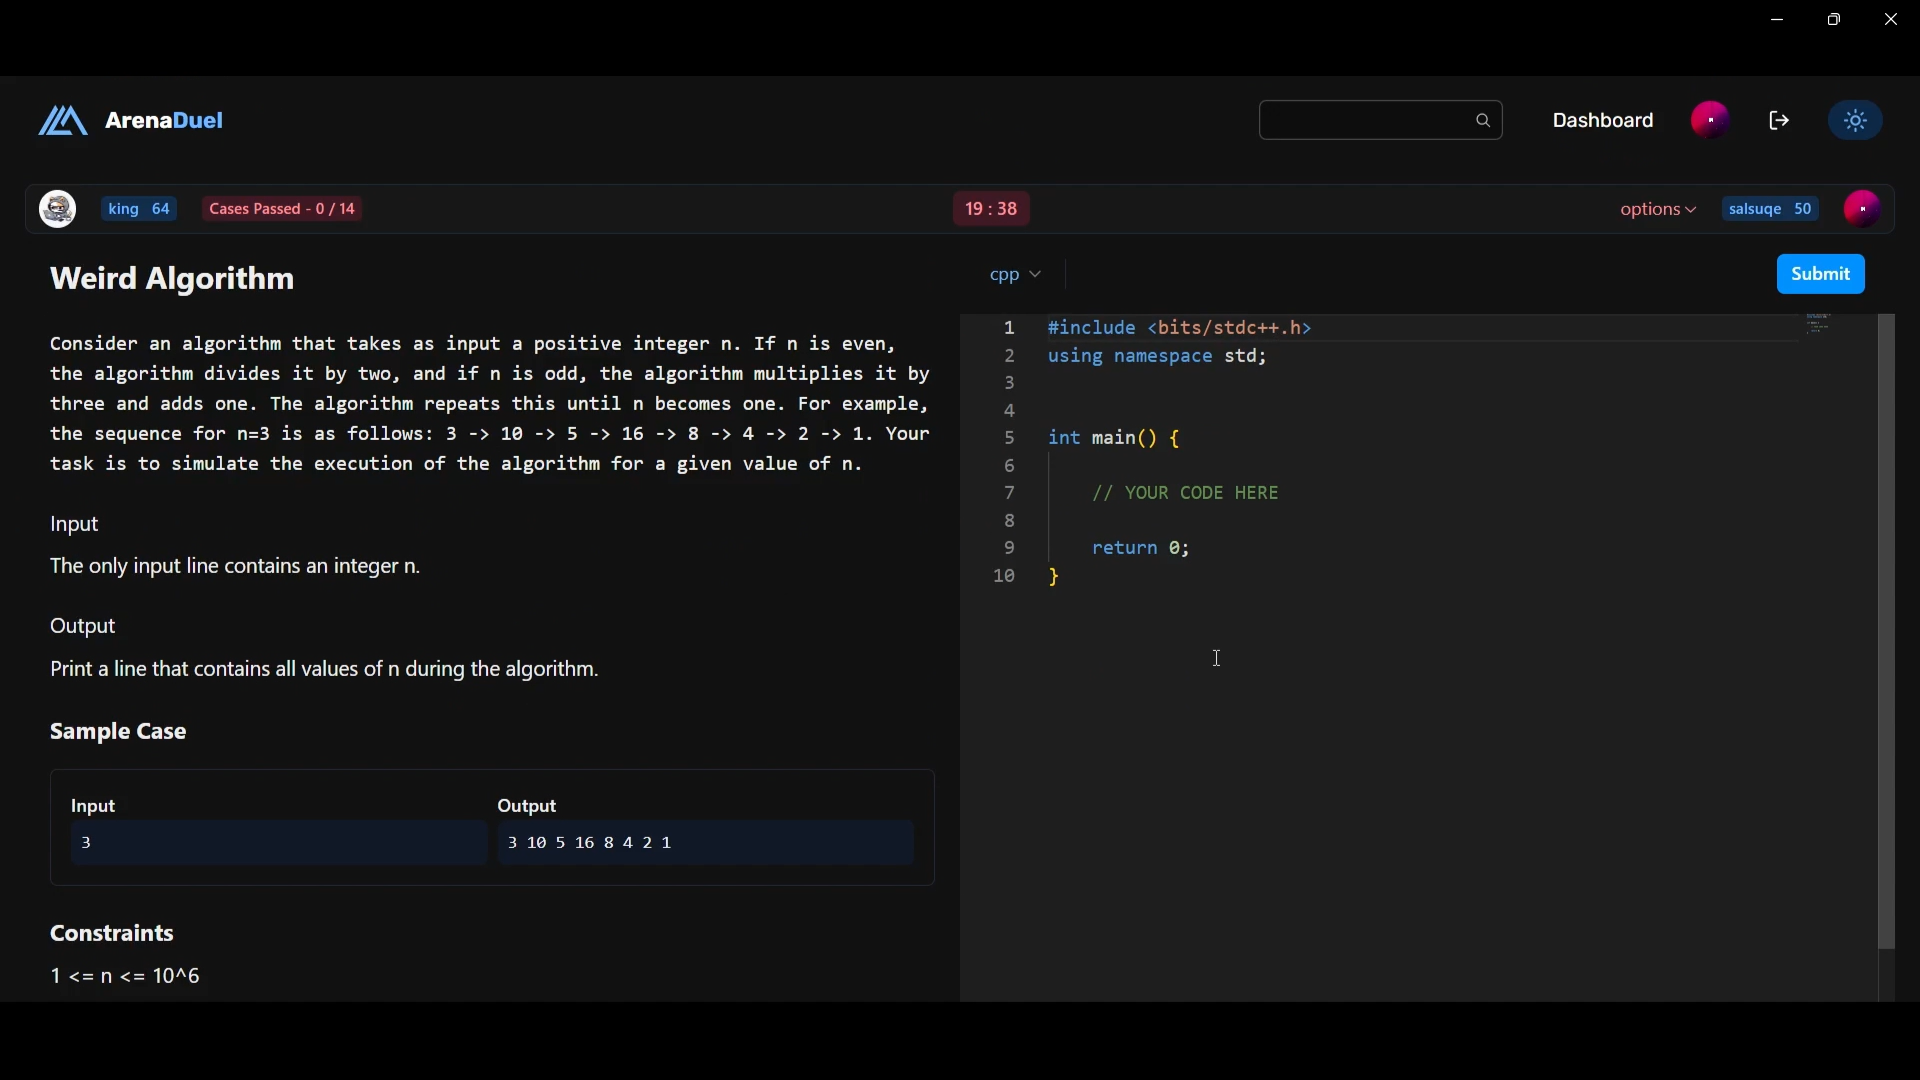 ArenaDuel
Dashboard
king 64
Cases Passed - 0 / 14
19 : 38
options
salsuqe 50
Weird Algorithm
Consider an algorithm that takes as input a positive integer n. If n is even,
the algorithm divides it by two, and if n is odd, the algorithm multiplies it by
three and adds one. The algorithm repeats this until n becomes one. For example,
the sequence for n=3 is as follows: 3 -> 10 -> 5 -> 16 -> 8 -> 4 -> 2 -> 1. Your
task is to simulate the execution of the algorithm for a given value of n.
Input
The only input line contains an integer n.
Output
Print a line that contains all values of n during the algorithm.
Sample Case
Input
Output
3
3 10 5 16 8 4 2 1
Constraints
1 <= n <= 10^6
cpp
Submit
1 #include <bits/stdc++.h>
2 using namespace std;
3
4
5 int main() {
6
7 // YOUR CODE HERE
8
9 return 0;
10 }